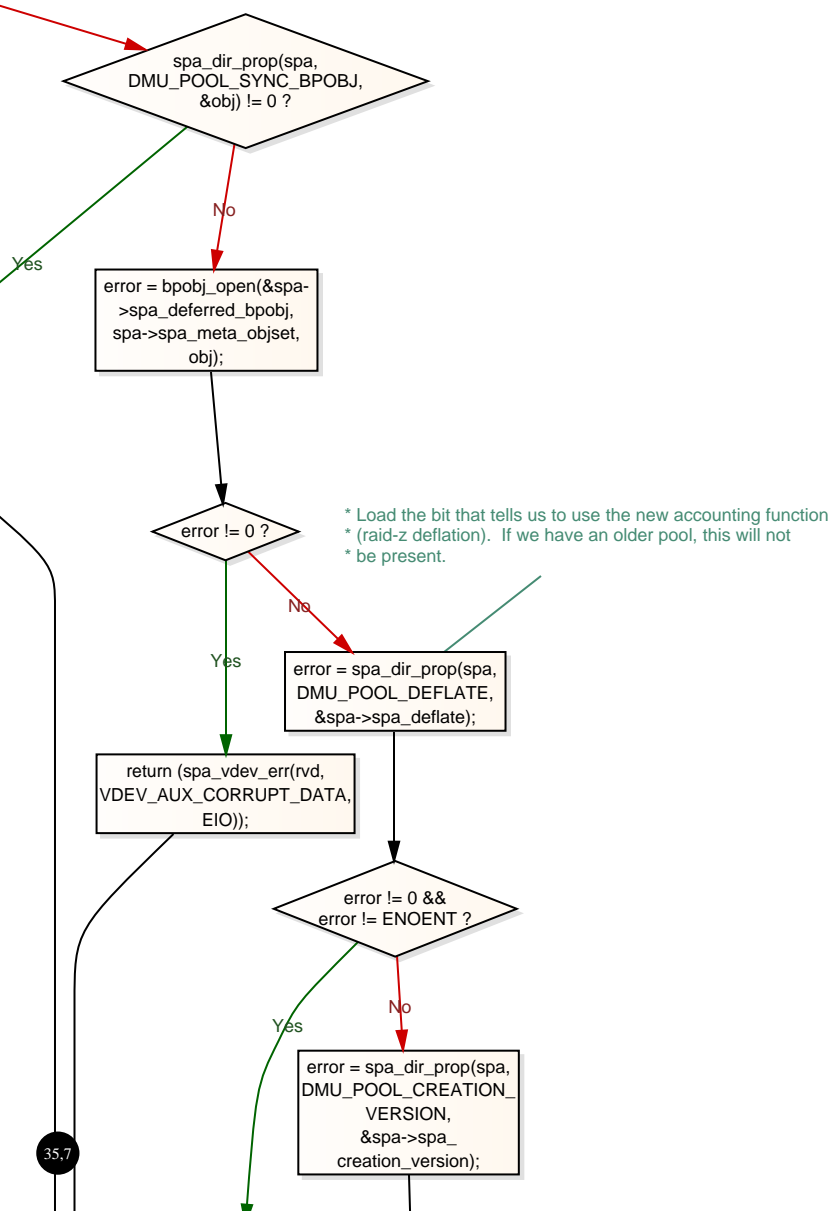 spa_dir_prop(spa,
DMU_POOL_SYNC_BPOBJ,
&obj) != 0 ?
No
Yes
error = bpobj_open(&spa-
>spa_deferred_bpobj,
spa->spa_meta_objset,
obj);
error != 0 ?
* Load the bit that tells us to use the new accounting function
* (raid-z deflation).  If we have an older pool, this will not
* be present.
No
Yes
error = spa_dir_prop(spa,
DMU_POOL_DEFLATE,
&spa->spa_deflate);
return (spa_vdev_err(rvd,
VDEV_AUX_CORRUPT_DATA,
EIO));
error != 0 &&
error != ENOENT ?
No
Yes
error = spa_dir_prop(spa,
DMU_POOL_CREATION_
VERSION,
&spa->spa_
creation_version);
35,7